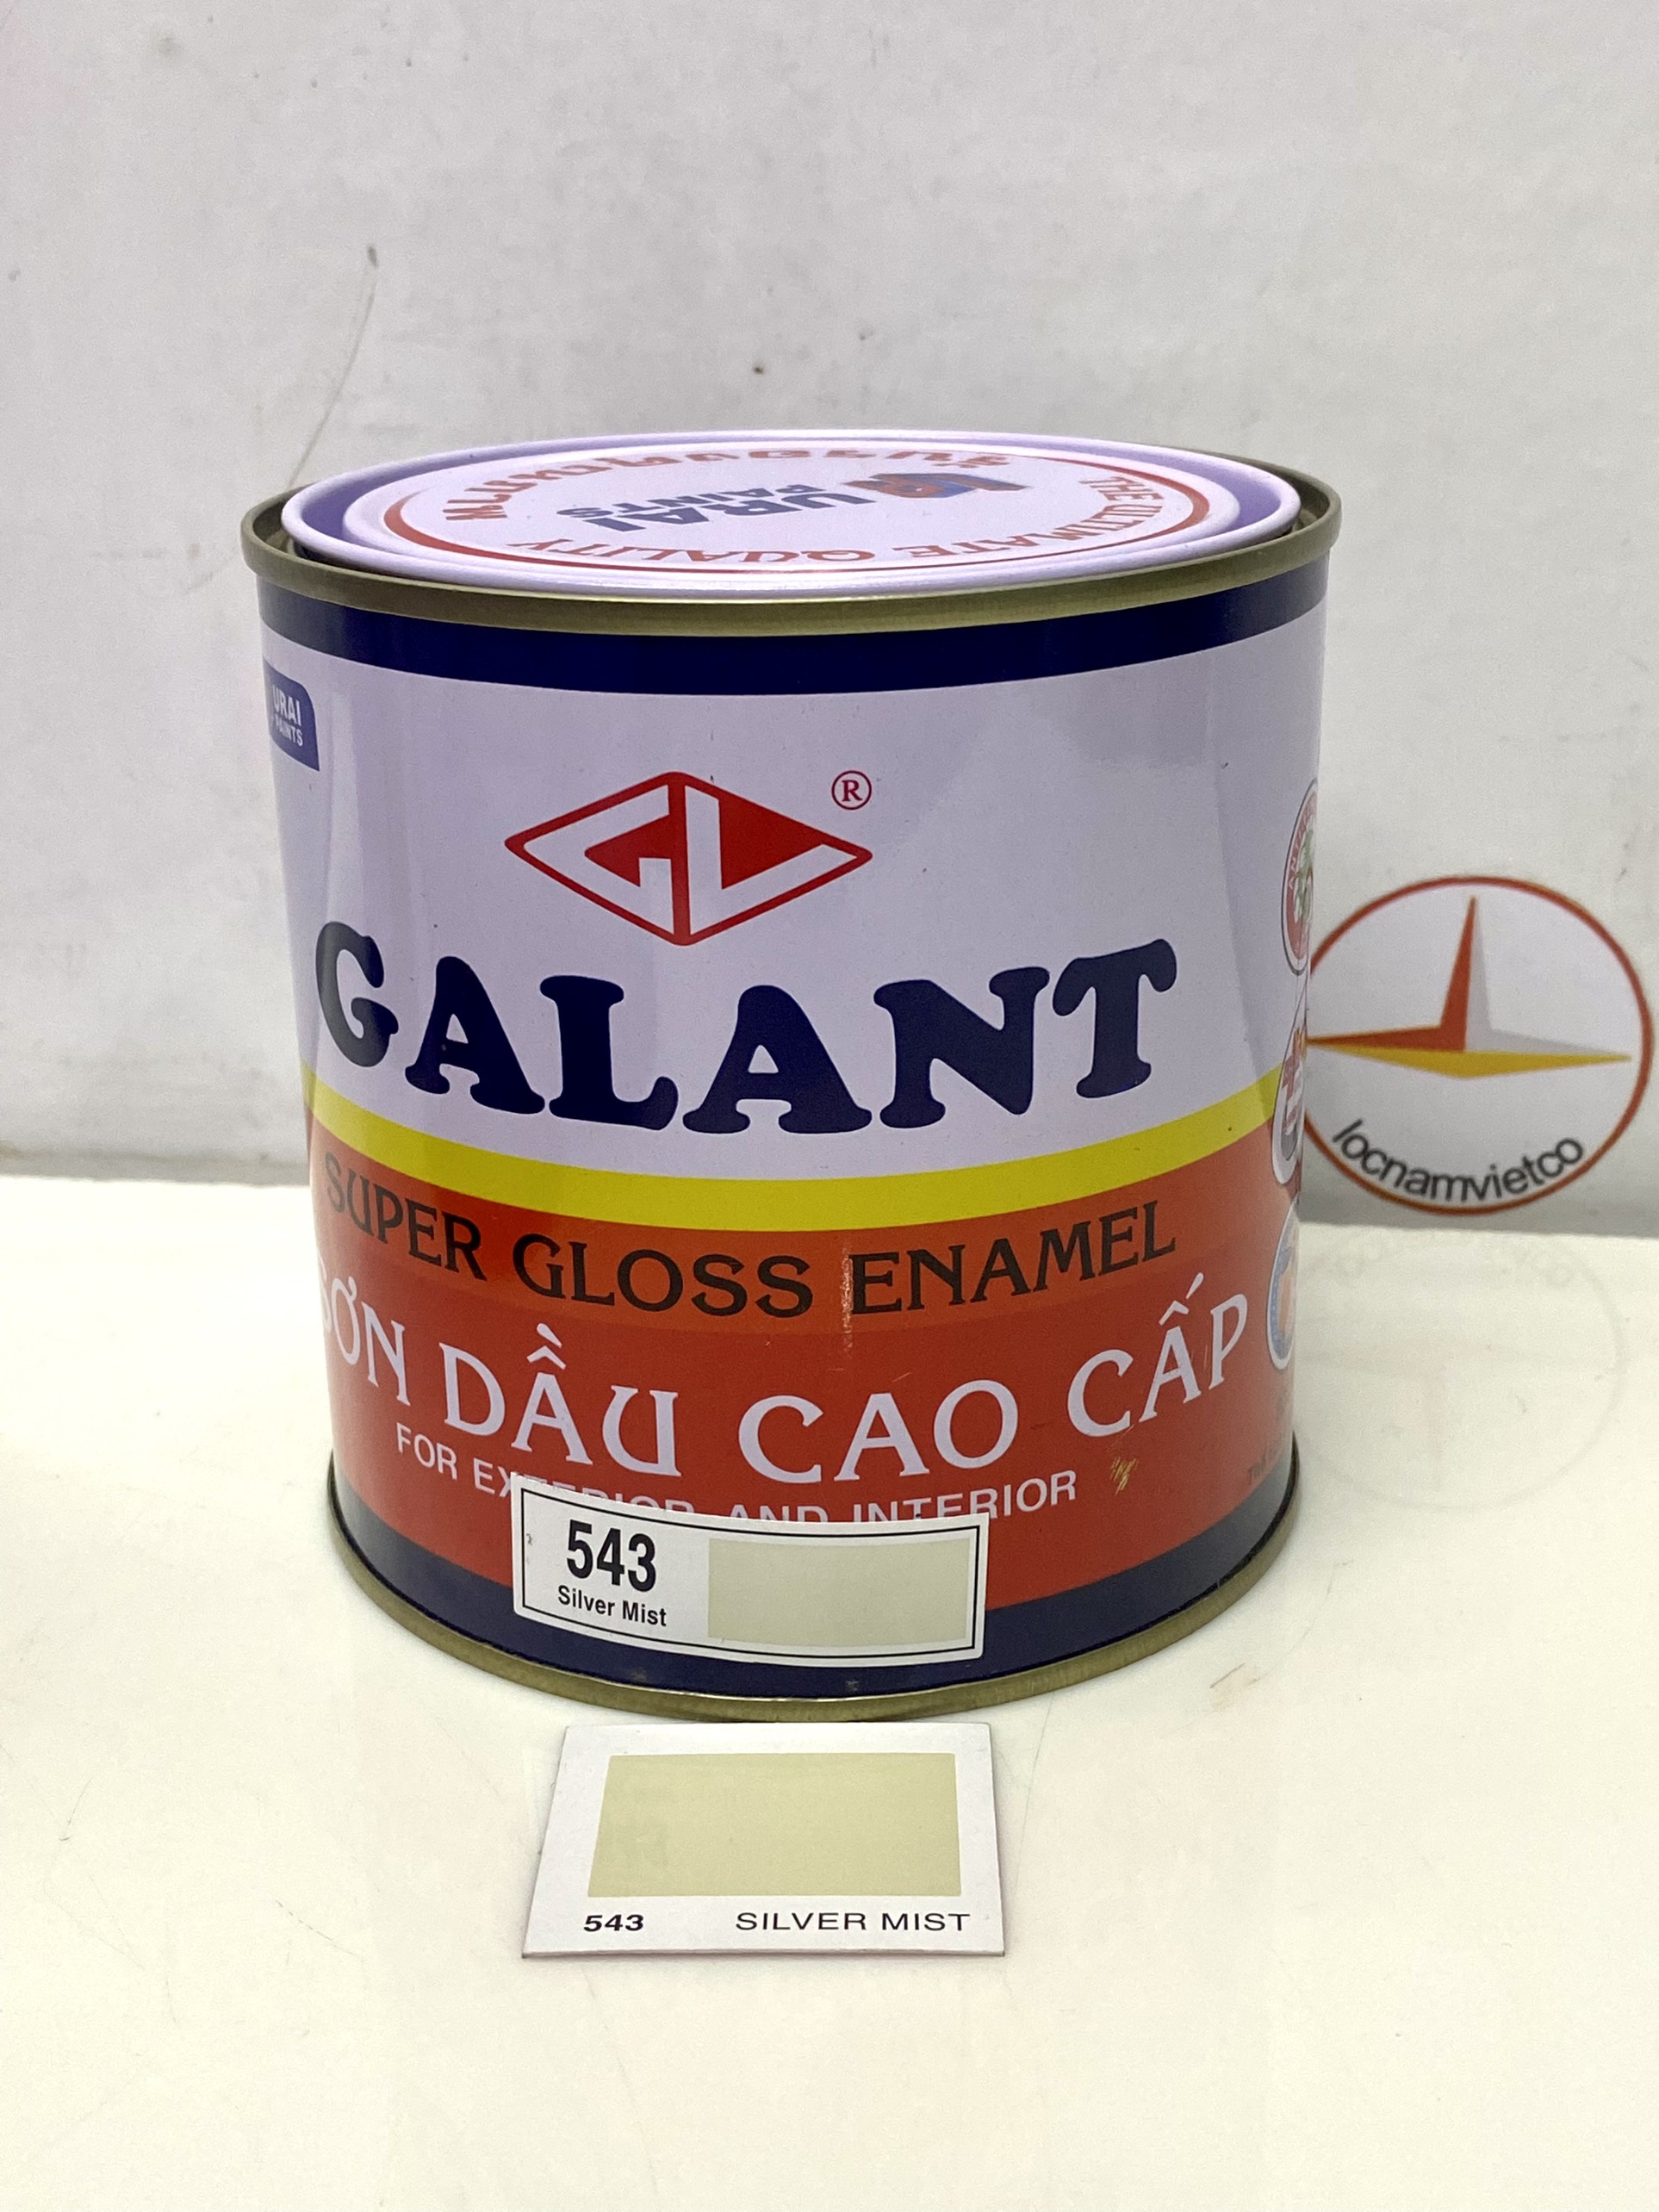 THE ULTIMATE QUALITY
URAI
PAINTS
URAI
PAINTS
GL ®
GALANT
SUPER GLOSS ENAMEL
SƠN DẦU CAO CẤP
FOR EXTERIOR AND INTERIOR
543
Silver Mist
543 SILVER MIST
locnamvietco